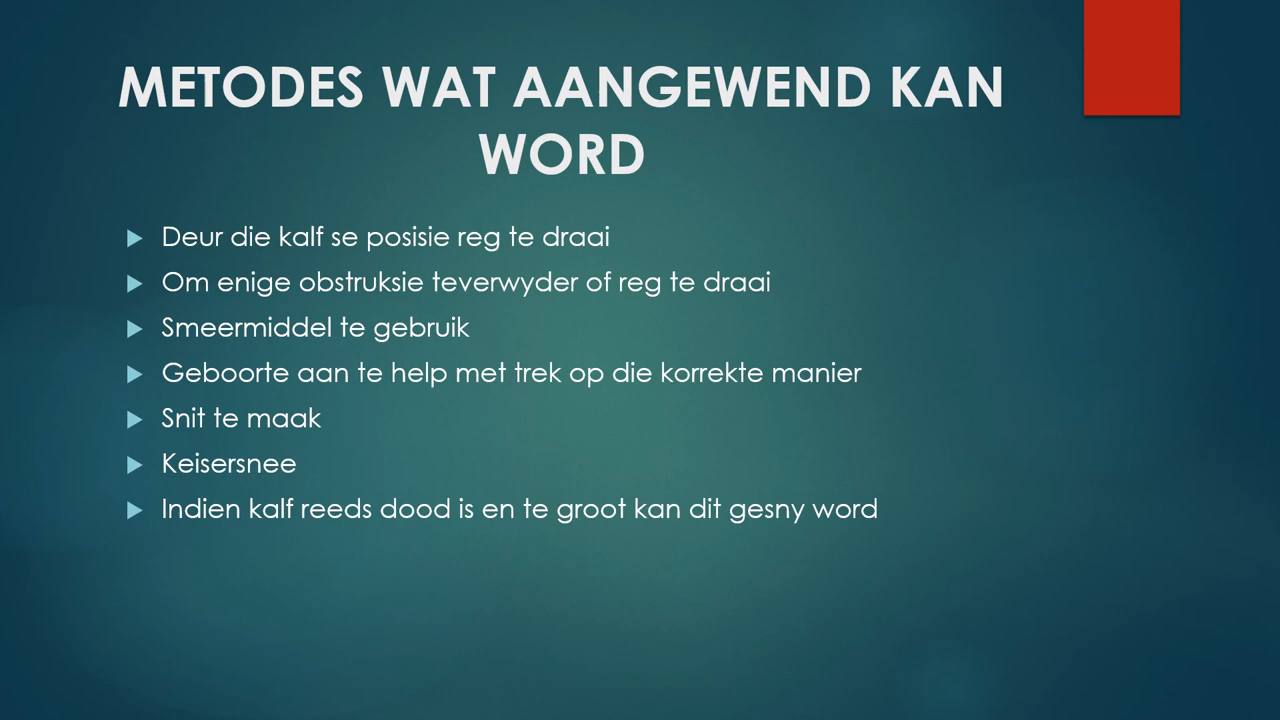 METODES WAT AANGEWEND KAN
WORD
Deur die kalf se posisie reg te draai
Om enige obstruksie teverwyder of reg te draai
Smeermiddel te gebruik
Geboorte aan te help met trek op die korrekte manier
Snit te maak
Keisersnee
Indien kalf reeds dood is en te groot kan dit gesny word